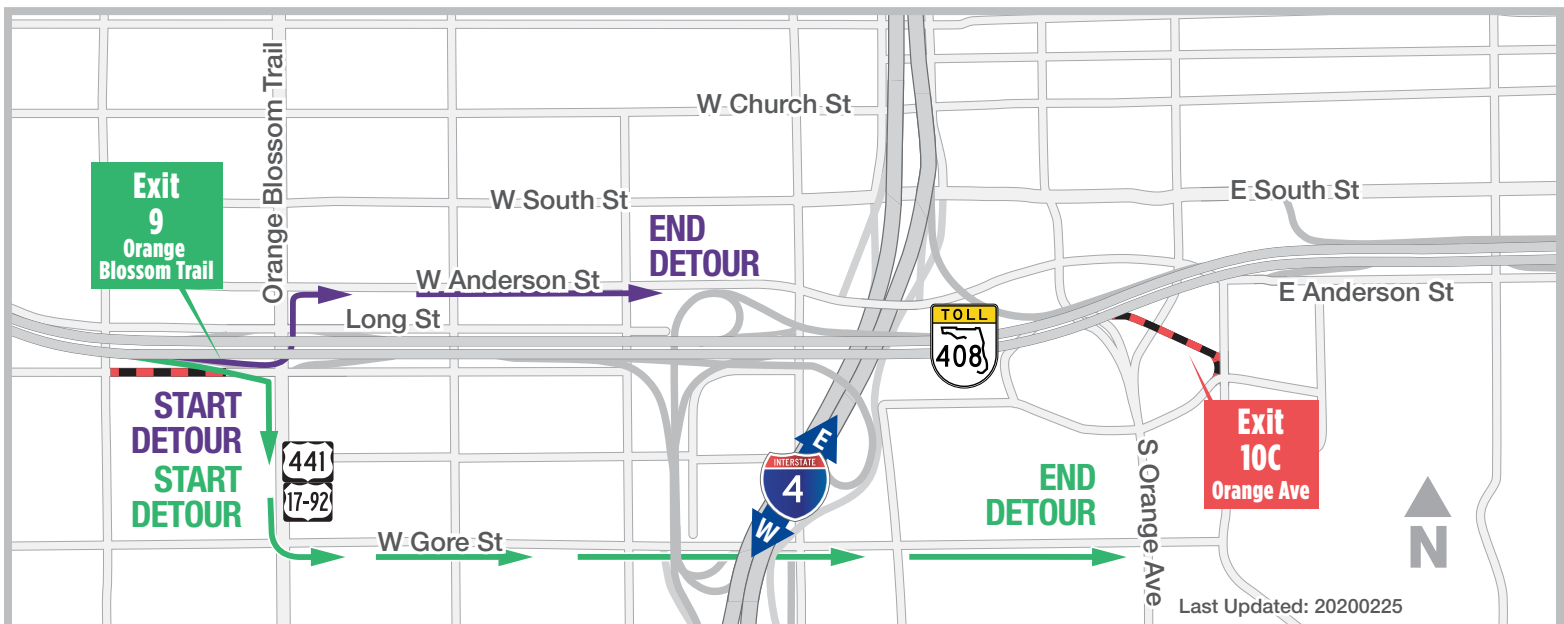 Orange Blossom Trail
W Church St
Exit
9
Orange
Blossom Trail
W South St
E South St
END
DETOUR
W Anderson St
E Anderson St
Long St
TOLL
408
START
DETOUR
START
DETOUR
441
17-92
E
INTERSTATE
4
W
Exit
10C
Orange Ave
END
DETOUR
S Orange Ave
W Gore St
N
Last Updated: 20200225